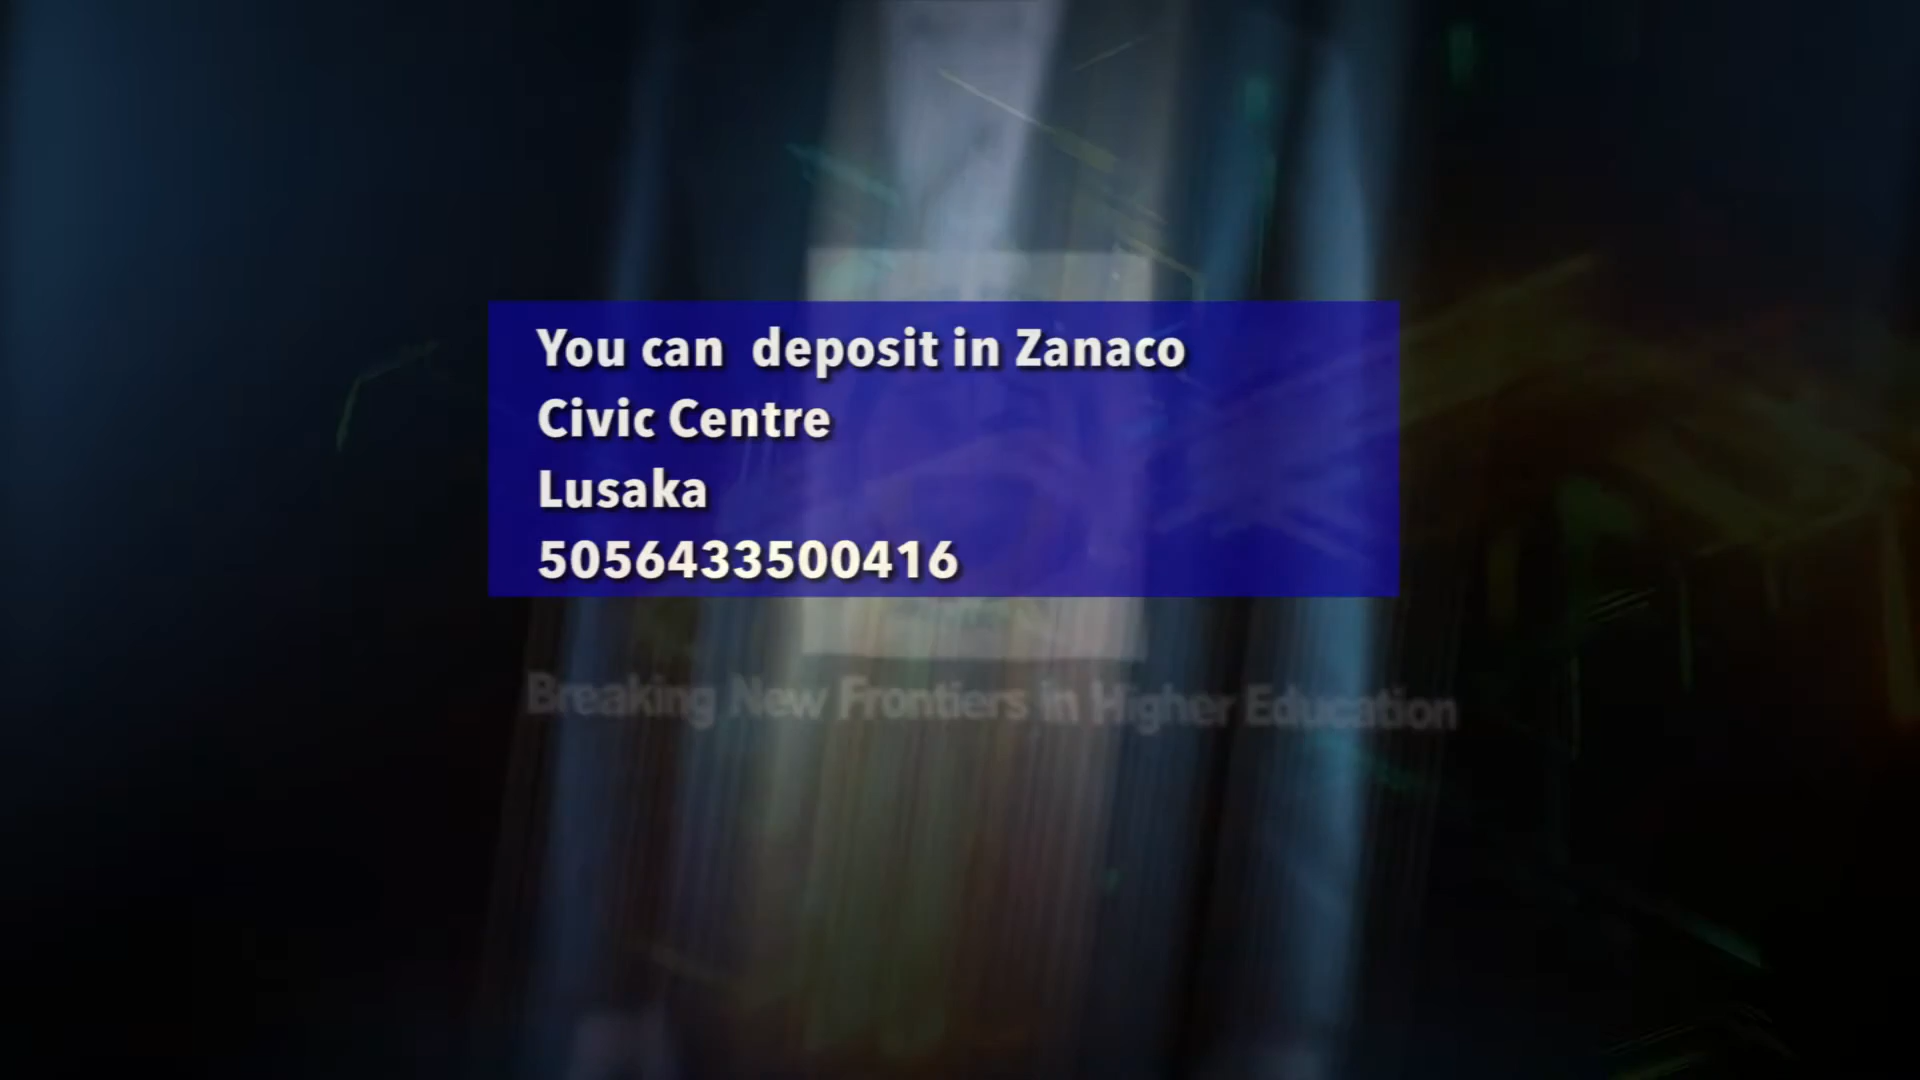 You can  deposit in Zanaco
Civic Centre
Lusaka
5056433500416
Breaking New Frontiers in Higher Education